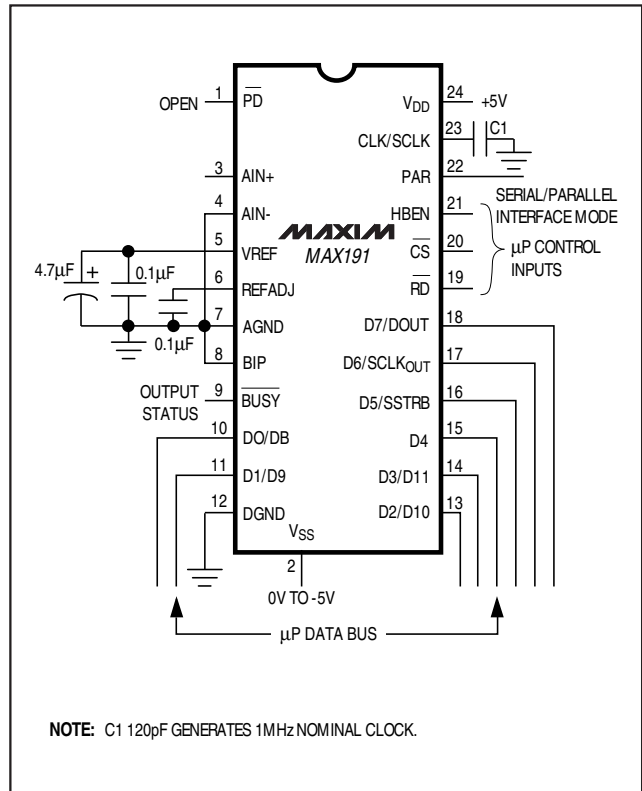 1 PD
OPEN
24 VDD +5V
23 CLK/SCLK C1
3 AIN+
22 PAR
4 AIN-
21 HBEN
SERIAL/PARALLEL
INTERFACE MODE
MAXIM
MAX191
20 CS
µP CONTROL
INPUTS
5 VREF
4.7µF + 0.1µF
6 REFADJ
19 RD
7 AGND
0.1µF
18 D7/DOUT
8 BIP
17 D6/SCLKOUT
OUTPUT
STATUS
9 BUSY
16 D5/SSTRB
10 DO/DB
15 D4
11 D1/D9
14 D3/D11
12 DGND
13 D2/D10
VSS
2
0V TO -5V
µP DATA BUS
NOTE: C1 120pF GENERATES 1MHz NOMINAL CLOCK.